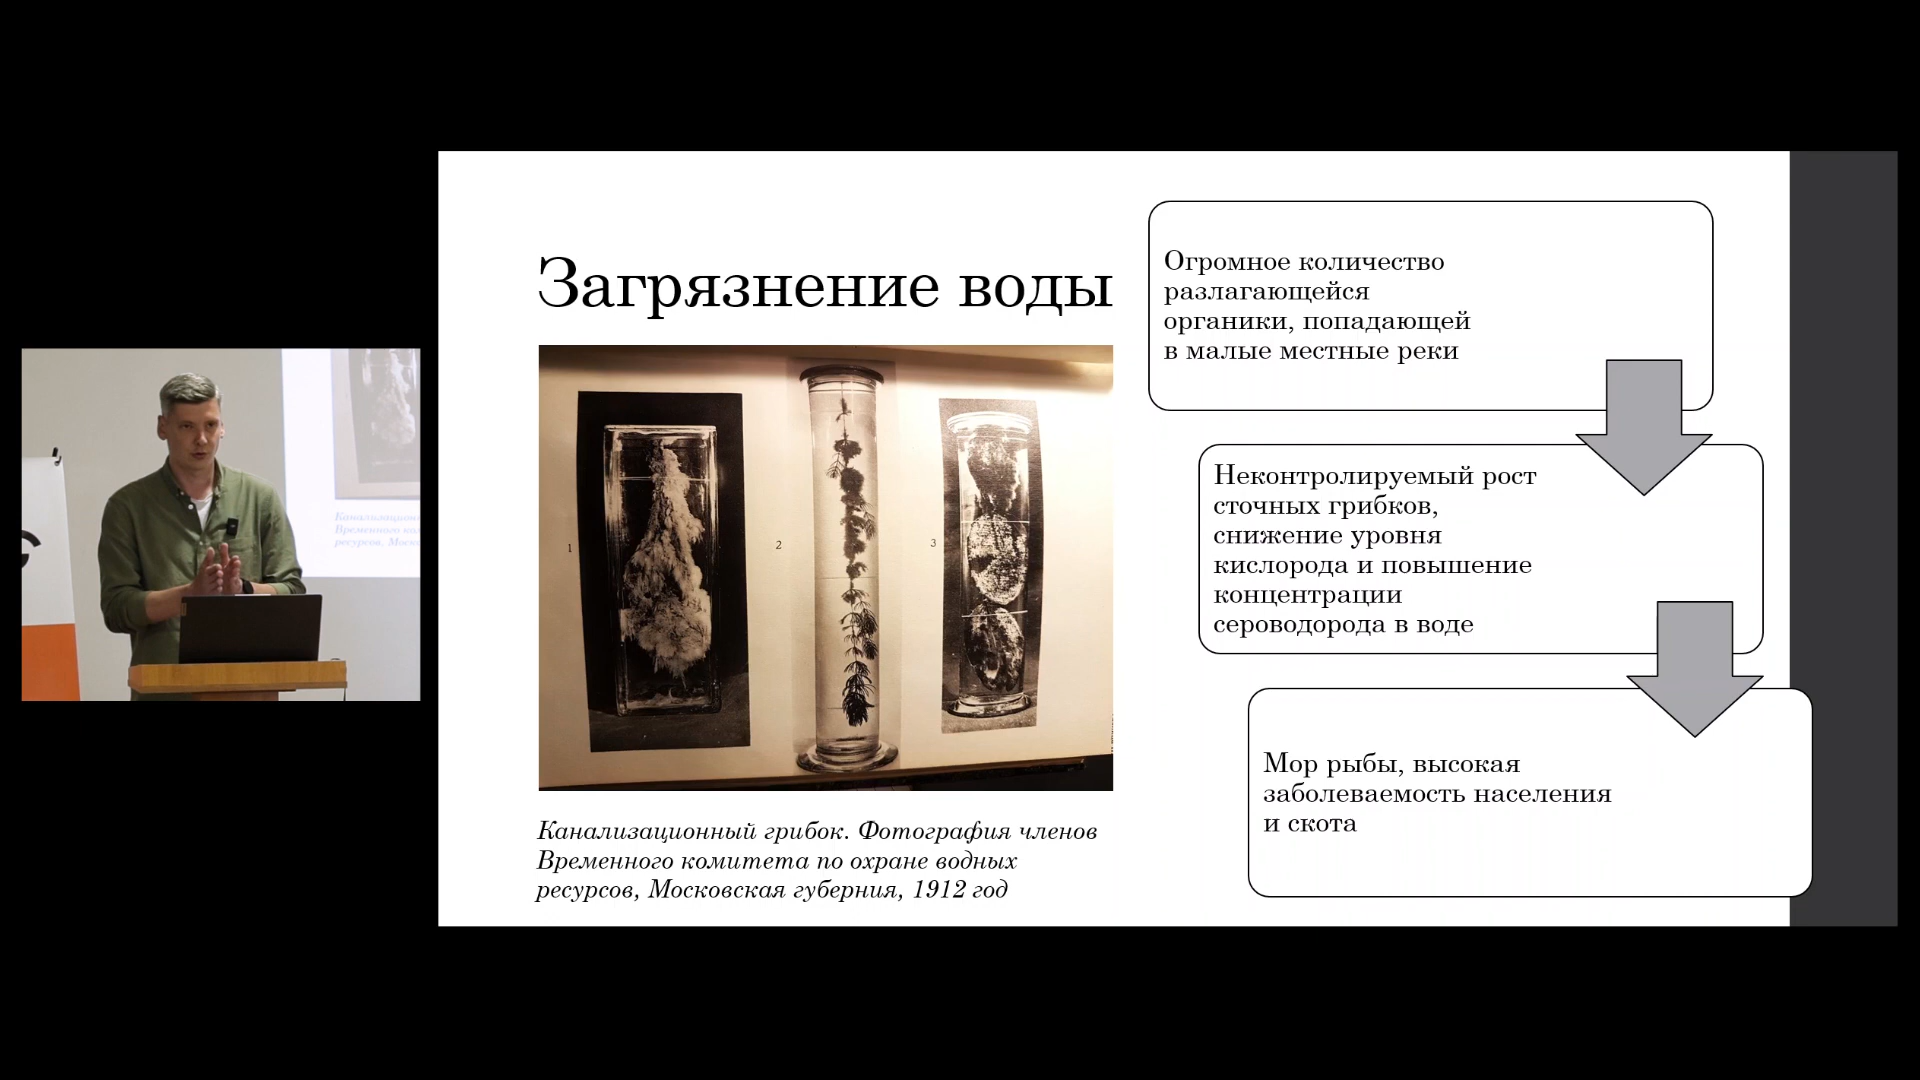 Загрязнение воды
1
2
3
Канализационный грибок. Фотография членов
Временного комитета по охране водных
ресурсов, Московская губерния, 1912 год
Огромное количество
разлагающейся
органики, попадающей
в малые местные реки
Неконтролируемый рост
сточных грибков,
снижение уровня
кислорода и повышение
концентрации
сероводорода в воде
Мор рыбы, высокая
заболеваемость населения
и скота